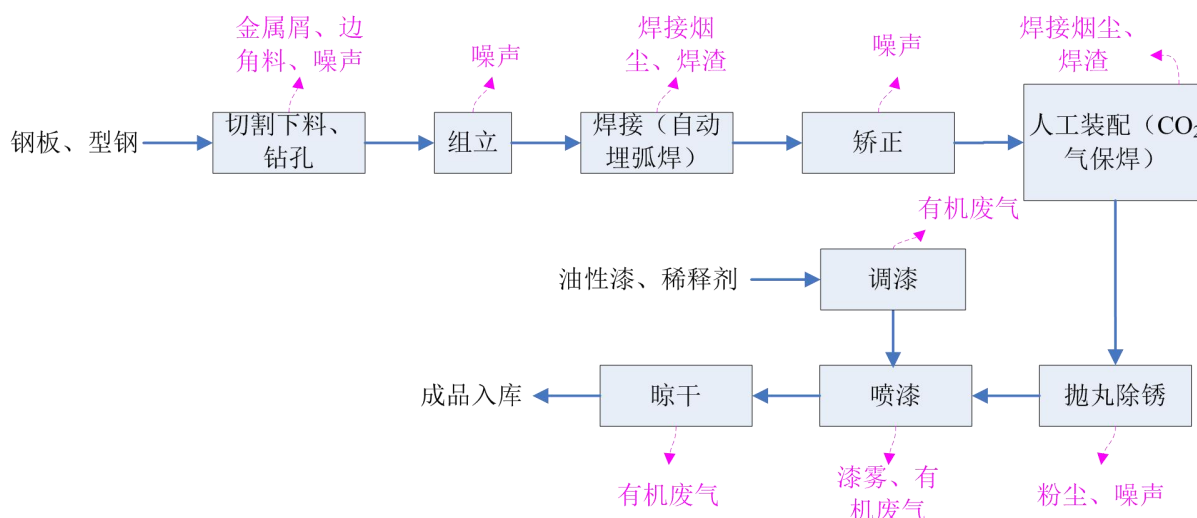 金属屑、边
角料、噪声
噪声
焊接烟
尘、焊渣
噪声
焊接烟尘、
焊渣
钢板、型钢
切割下料、
钻孔
组立
焊接（自动
埋弧焊）
矫正
人工装配（CO₂
气保焊）
有机废气
油性漆、稀释剂
调漆
成品入库
晾干
喷漆
抛丸除锈
有机废气
漆雾、有
机废气
粉尘、噪声